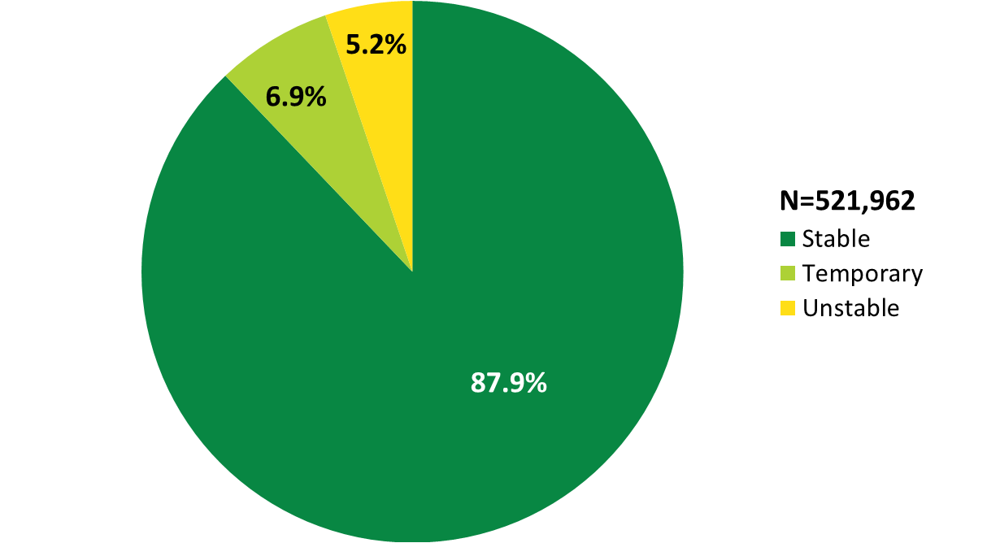 5.2%
6.9%
87.9%
N=521,962
Stable
Temporary
Unstable